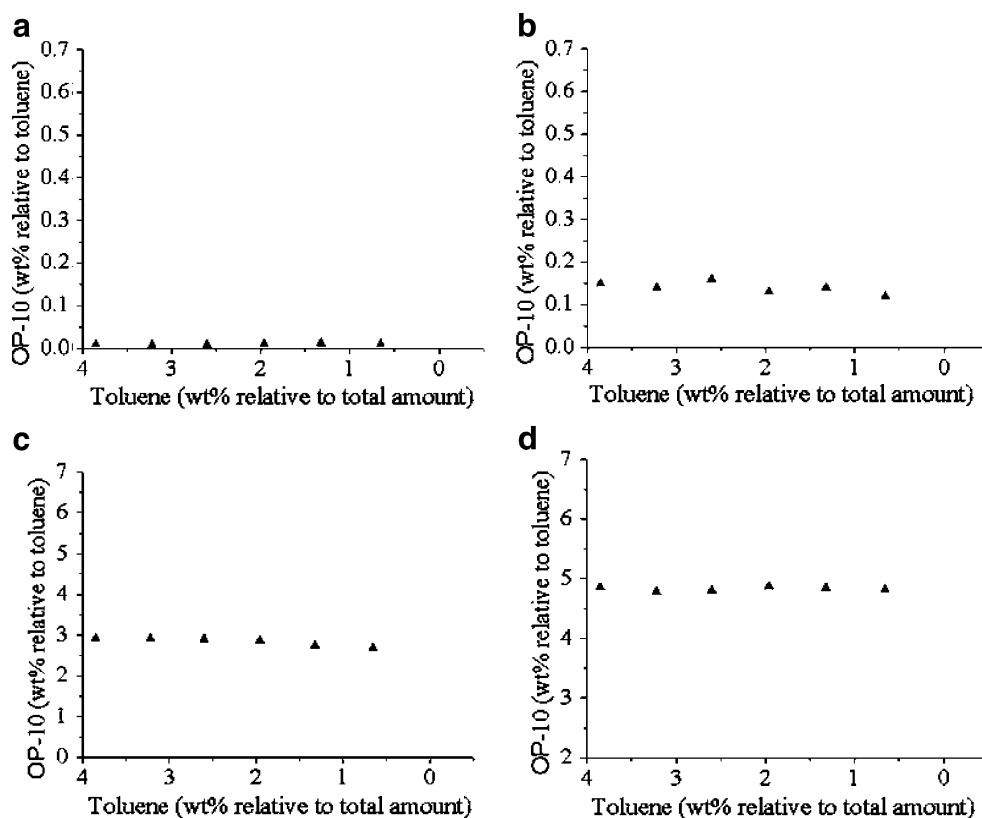 a
0.7
0.6
0.5
0.4
0.3
0.2
0.1
0.0
OP-10 (wt% relative to toluene)
4 3 2 1 0
Toluene (wt% relative to total amount)
b
0.7
0.6
0.5
0.4
0.3
0.2
0.1
0.0
OP-10 (wt% relative to toluene)
4 3 2 1 0
Toluene (wt% relative to total amount)
c
7
6
5
4
3
2
1
0
OP-10 (wt% relative to toluene)
4 3 2 1 0
Toluene (wt% relative to total amount)
d
7
6
5
4
3
2
OP-10 (wt% relative to toluene)
4 3 2 1 0
Toluene (wt% relative to total amount)